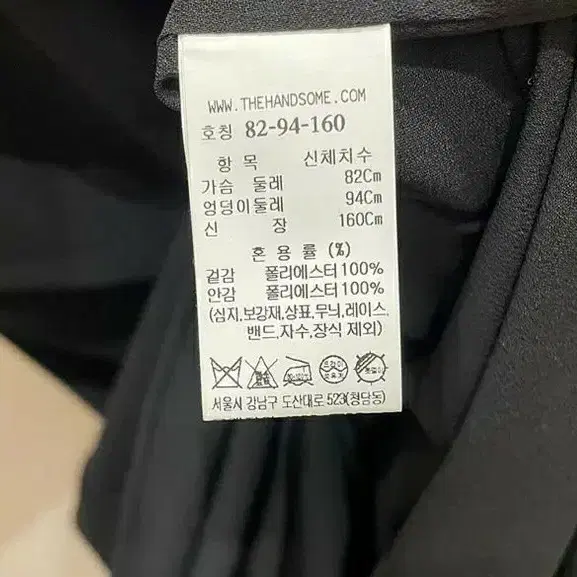 WWW.THEHANDSOME.COM
호칭 82-94-160
항 목 신체치수
가슴 둘레 82Cm
엉덩이둘레 94Cm
신 장 160Cm
혼 용 률 (%)
겉감 폴리에스터100%
안감 폴리에스터100%
(심지,보강재,상표,무늬,레이스,
밴드,자수,장식 제외)
서울시 강남구 도산대로 523(청담동)